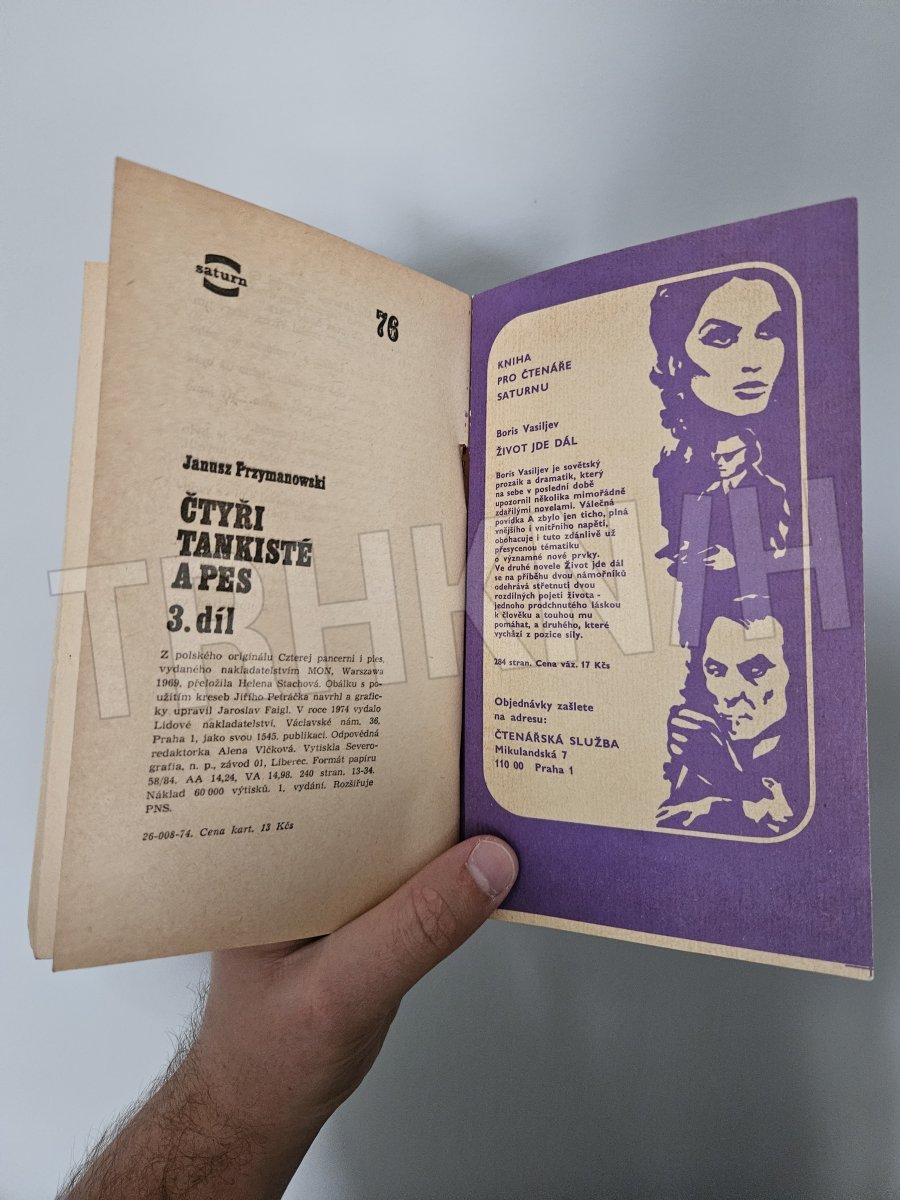 saturn
76
Janusz Przymanowski
ČTYŘI
TANKISTÉ
A PES
3. díl
Z polského originálu Czterej pancerni i pies,
vydaného nakladatelstvím MON, Warszawa
1969, přeložila Helena Stachová. Obálku s po-
užitím kreseb Jiřího Petráčka navrhl a grafic-
ky upravil Jaroslav Faigl. V roce 1974 vydalo
Lidové nakladatelství, Václavské nám. 36,
Praha 1, jako svou 1545. publikaci. Odpovědná
redaktorka Alena Vlčková. Vytiskla Severo-
grafia, n. p., závod 01, Liberec. Formát papíru
58/84. AA 14,24, VA 14,98. 240 stran. 13-34.
Náklad 60 000 výtisků. 1. vydání. Rozšiřuje
PNS.
26-008-74. Cena kart. 13 Kčs
KNIHA
PRO ČTENÁŘE
SATURNU
Boris Vasiljev
ŽIVOT JDE DÁL
Boris Vasiljev je sovětský
prozaik a dramatik, který
na sebe v poslední době
upozornil několika mimořádně
zdařilými novelami. Válečná
povídka A zbylo jen ticho, plná
vnějšího i vnitřního napětí,
obohacuje i tuto zdánlivě už
přesycenou tématiku
o významné nové prvky.
Ve druhé novele Život jde dál
se na příběhu dvou námořníků
odehrává střetnutí dvou
rozdílných pojetí života -
jednoho prodchnutého láskou
k člověku a touhou mu
pomáhat, a druhého, které
vychází z pozice síly.
284 stran. Cena váz. 17 Kčs
Objednávky zašlete
na adresu:
ČTENÁŘSKÁ SLUŽBA
Mikulandská 7
110 00 Praha 1